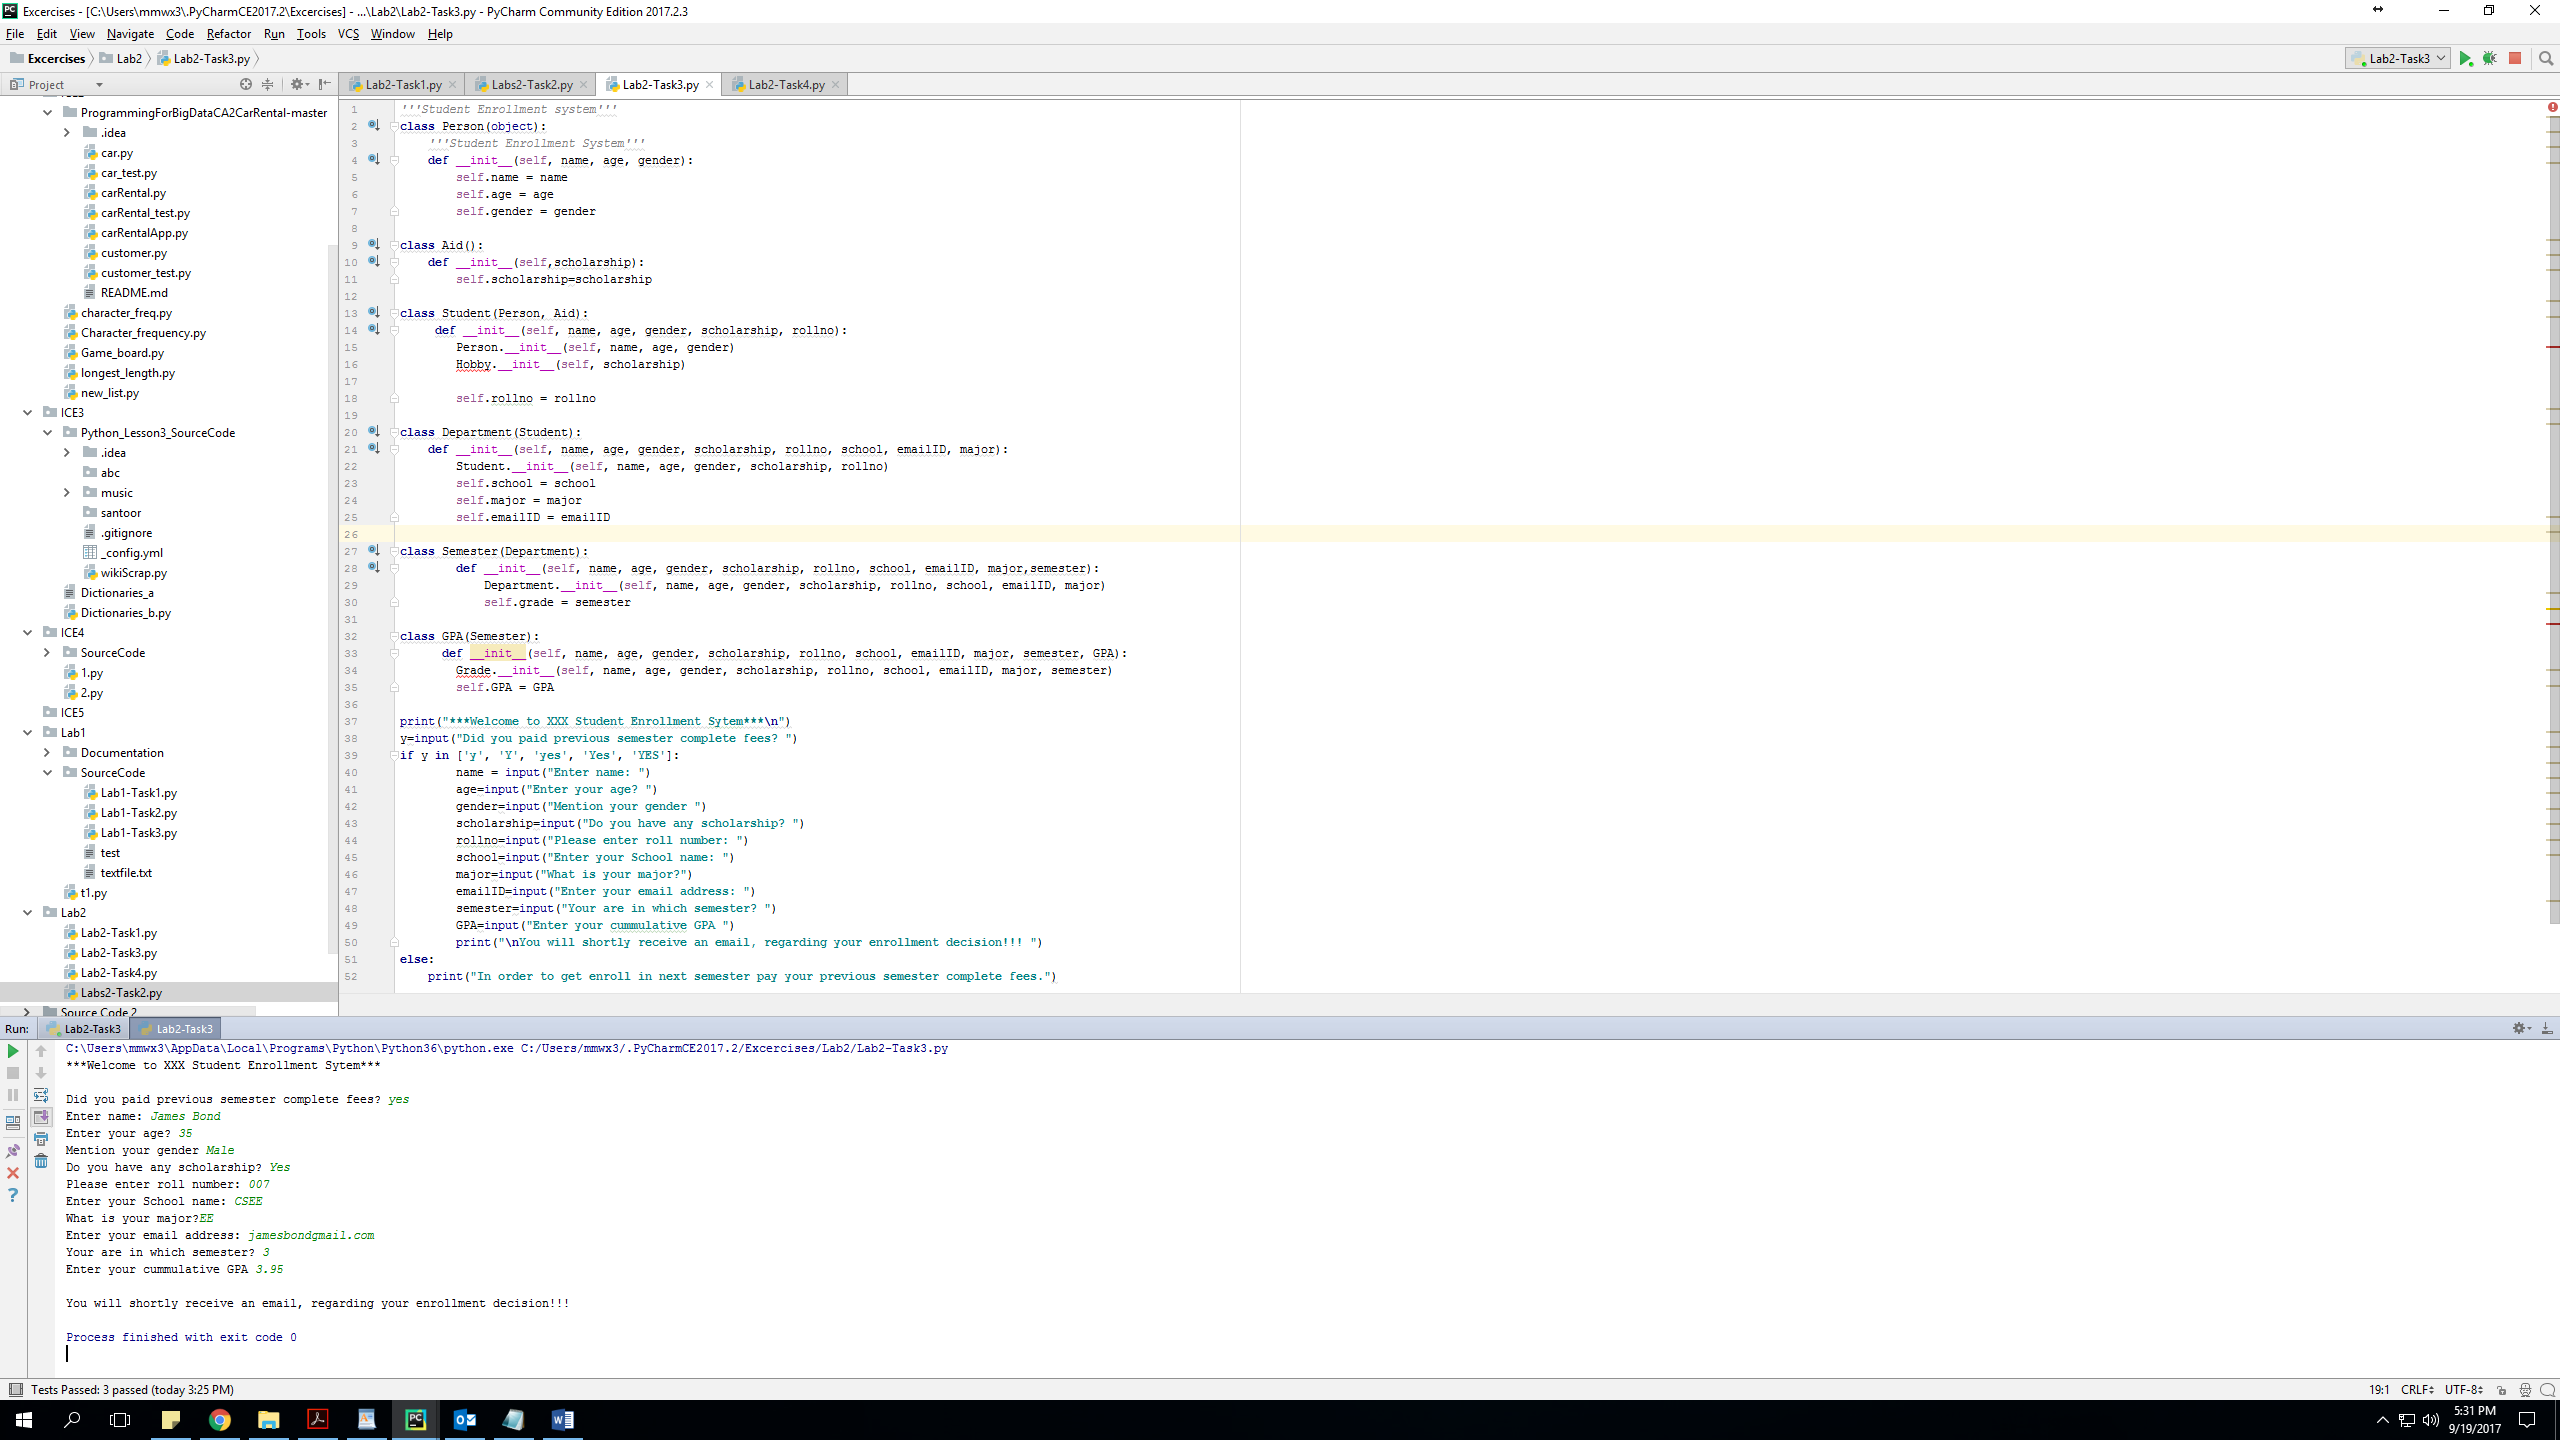 Excercises - [C:\Users\mmwx3\.PyCharmCE2017.2\Excercises] - ...\Lab2\Lab2-Task3.py - PyCharm Community Edition 2017.2.3
File Edit View Navigate Code Refactor Run Tools VCS Window Help
Excercises Lab2 Lab2-Task3.py
Lab2-Task3
Project
Lab2-Task1.py Labs2-Task2.py Lab2-Task3.py Lab2-Task4.py
ProgrammingForBigDataCA2CarRental-master
.idea
car.py
car_test.py
carRental.py
carRental_test.py
carRentalApp.py
customer.py
customer_test.py
README.md
character_freq.py
Character_frequency.py
Game_board.py
longest_length.py
new_list.py
ICE3
Python_Lesson3_SourceCode
.idea
abc
music
santoor
.gitignore
_config.yml
wikiScrap.py
Dictionaries_a
Dictionaries_b.py
ICE4
SourceCode
1.py
2.py
ICE5
Lab1
Documentation
SourceCode
Lab1-Task1.py
Lab1-Task2.py
Lab1-Task3.py
test
textfile.txt
t1.py
Lab2
Lab2-Task1.py
Lab2-Task3.py
Lab2-Task4.py
Labs2-Task2.py
Source Code 2
1 '''Student Enrollment system'''
2 class Person(object):
3     '''Student Enrollment System'''
4     def __init__(self, name, age, gender):
5         self.name = name
6         self.age = age
7         self.gender = gender
8
9 class Aid():
10     def __init__(self,scholarship):
11         self.scholarship=scholarship
12
13 class Student(Person, Aid):
14      def __init__(self, name, age, gender, scholarship, rollno):
15         Person.__init__(self, name, age, gender)
16         Hobby.__init__(self, scholarship)
17
18         self.rollno = rollno
19
20 class Department(Student):
21     def __init__(self, name, age, gender, scholarship, rollno, school, emailID, major):
22         Student.__init__(self, name, age, gender, scholarship, rollno)
23         self.school = school
24         self.major = major
25         self.emailID = emailID
26
27 class Semester(Department):
28         def __init__(self, name, age, gender, scholarship, rollno, school, emailID, major,semester):
29             Department.__init__(self, name, age, gender, scholarship, rollno, school, emailID, major)
30             self.grade = semester
31
32 class GPA(Semester):
33       def __init__(self, name, age, gender, scholarship, rollno, school, emailID, major, semester, GPA):
34         Grade.__init__(self, name, age, gender, scholarship, rollno, school, emailID, major, semester)
35         self.GPA = GPA
36
37 print("***Welcome to XXX Student Enrollment Sytem***\n")
38 y=input("Did you paid previous semester complete fees? ")
39 if y in ['y', 'Y', 'yes', 'Yes', 'YES']:
40         name = input("Enter name: ")
41         age=input("Enter your age? ")
42         gender=input("Mention your gender ")
43         scholarship=input("Do you have any scholarship? ")
44         rollno=input("Please enter roll number: ")
45         school=input("Enter your School name: ")
46         major=input("What is your major?")
47         emailID=input("Enter your email address: ")
48         semester=input("Your are in which semester? ")
49         GPA=input("Enter your cummulative GPA ")
50         print("\nYou will shortly receive an email, regarding your enrollment decision!!! ")
51 else:
52     print("In order to get enroll in next semester pay your previous semester complete fees.")
Run: Lab2-Task3 Lab2-Task3
C:\Users\mmwx3\AppData\Local\Programs\Python\Python36\python.exe C:/Users/mmwx3/.PyCharmCE2017.2/Excercises/Lab2/Lab2-Task3.py
***Welcome to XXX Student Enrollment Sytem***
Did you paid previous semester complete fees? yes
Enter name: James Bond
Enter your age? 35
Mention your gender Male
Do you have any scholarship? Yes
Please enter roll number: 007
Enter your School name: CSEE
What is your major?EE
Enter your email address: jamesbondgmail.com
Your are in which semester? 3
Enter your cummulative GPA 3.95
You will shortly receive an email, regarding your enrollment decision!!!
Process finished with exit code 0
Tests Passed: 3 passed (today 3:25 PM)
19:1 CRLF UTF-8
5:31 PM
9/19/2017